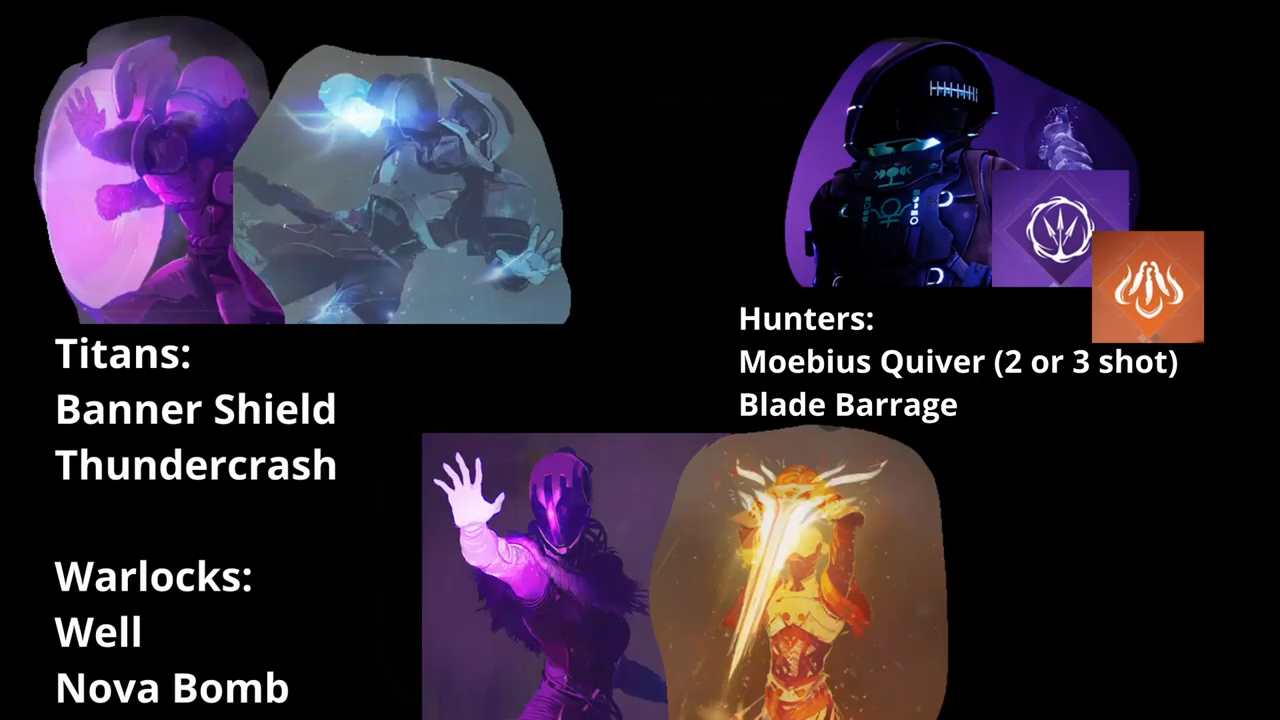 Titans:
Banner Shield
Thundercrash
Warlocks:
Well
Nova Bomb
Hunters:
Moebius Quiver (2 or 3 shot)
Blade Barrage